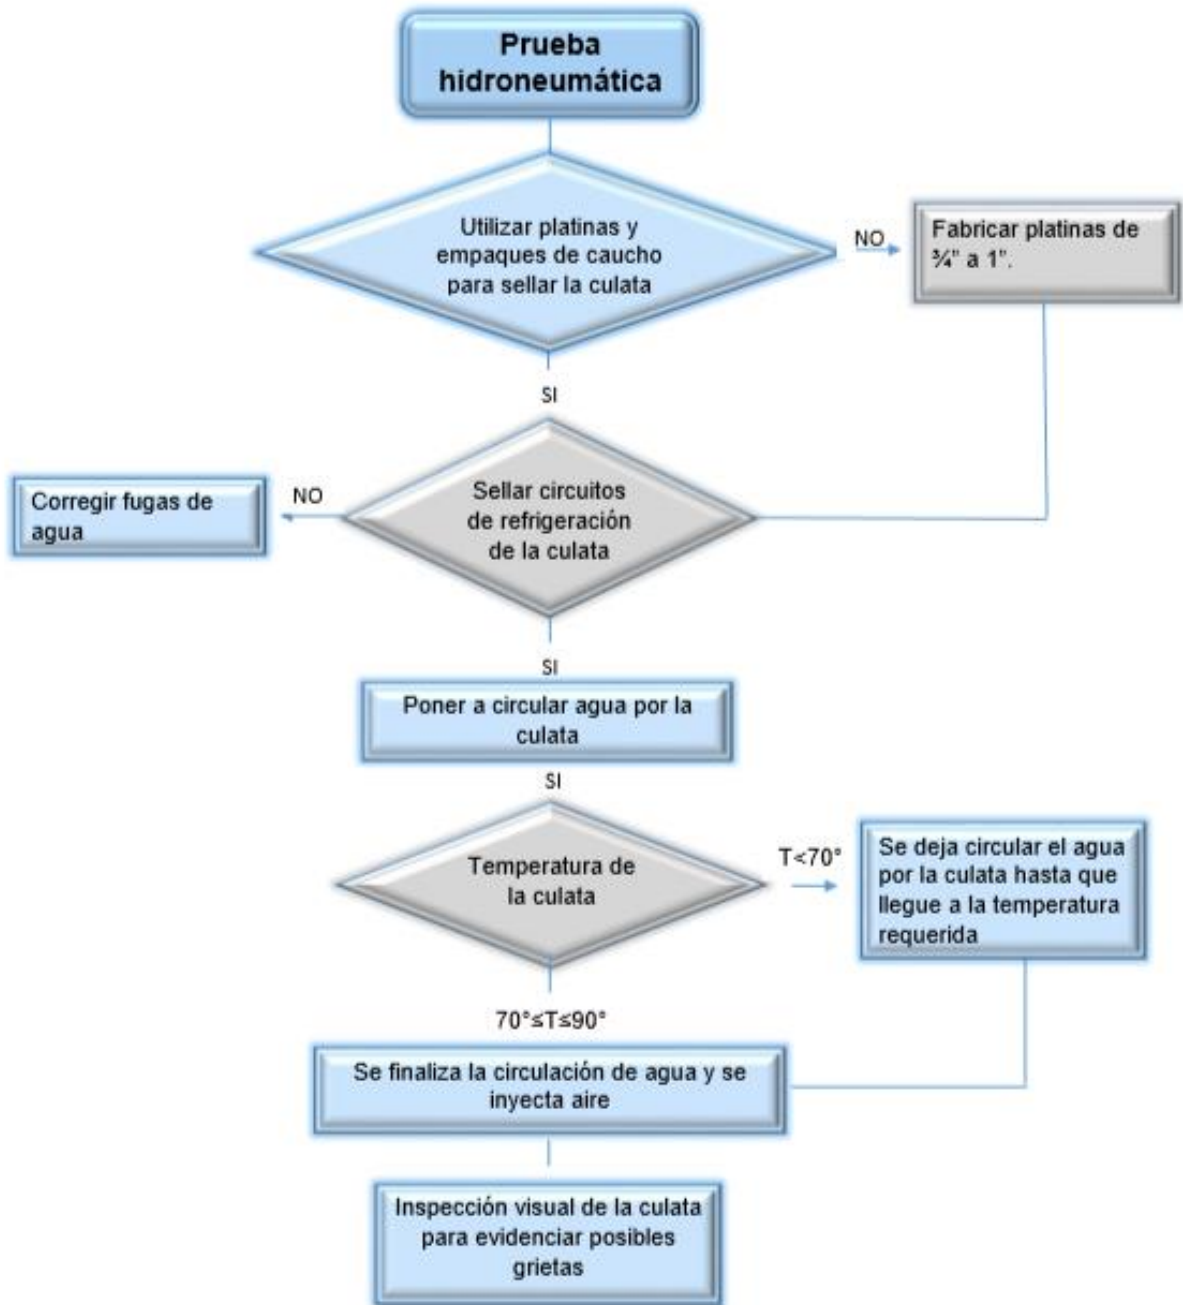 Prueba
hidroneumática
Utilizar platinas y
empaques de caucho
para sellar la culata
NO
Fabricar platinas de
¾” a 1”.
SI
Corregir fugas de
agua
NO
Sellar circuitos
de refrigeración
de la culata
SI
Poner a circular agua por la
culata
SI
Temperatura de
la culata
T<70°
Se deja circular el agua
por la culata hasta que
llegue a la temperatura
requerida
70°≤T≤90°
Se finaliza la circulación de agua y se
inyecta aire
Inspección visual de la culata
para evidenciar posibles
grietas